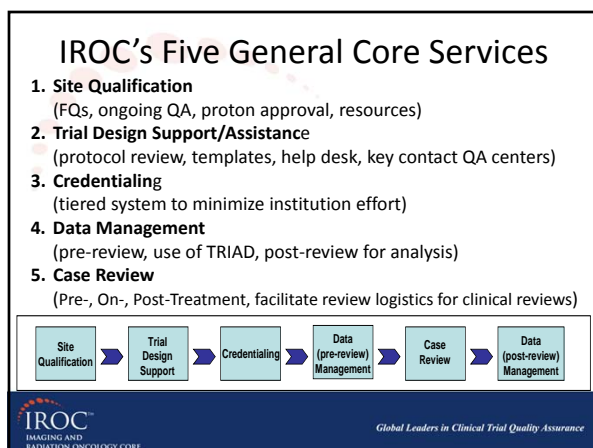 IROC's Five General Core Services
1. Site Qualification
(FQs, ongoing QA, proton approval, resources)
2. Trial Design Support/Assistance
(protocol review, templates, help desk, key contact QA centers)
3. Credentialing
(tiered system to minimize institution effort)
4. Data Management
(pre-review, use of TRIAD, post-review for analysis)
5. Case Review
(Pre-, On-, Post-Treatment, facilitate review logistics for clinical reviews)
Site
Qualification
Trial
Design
Support
Credentialing
Data
(pre-review)
Management
Case
Review
Data
(post-review)
Management
IROC™
IMAGING AND
RADIATION ONCOLOGY CORE
Global Leaders in Clinical Trial Quality Assurance